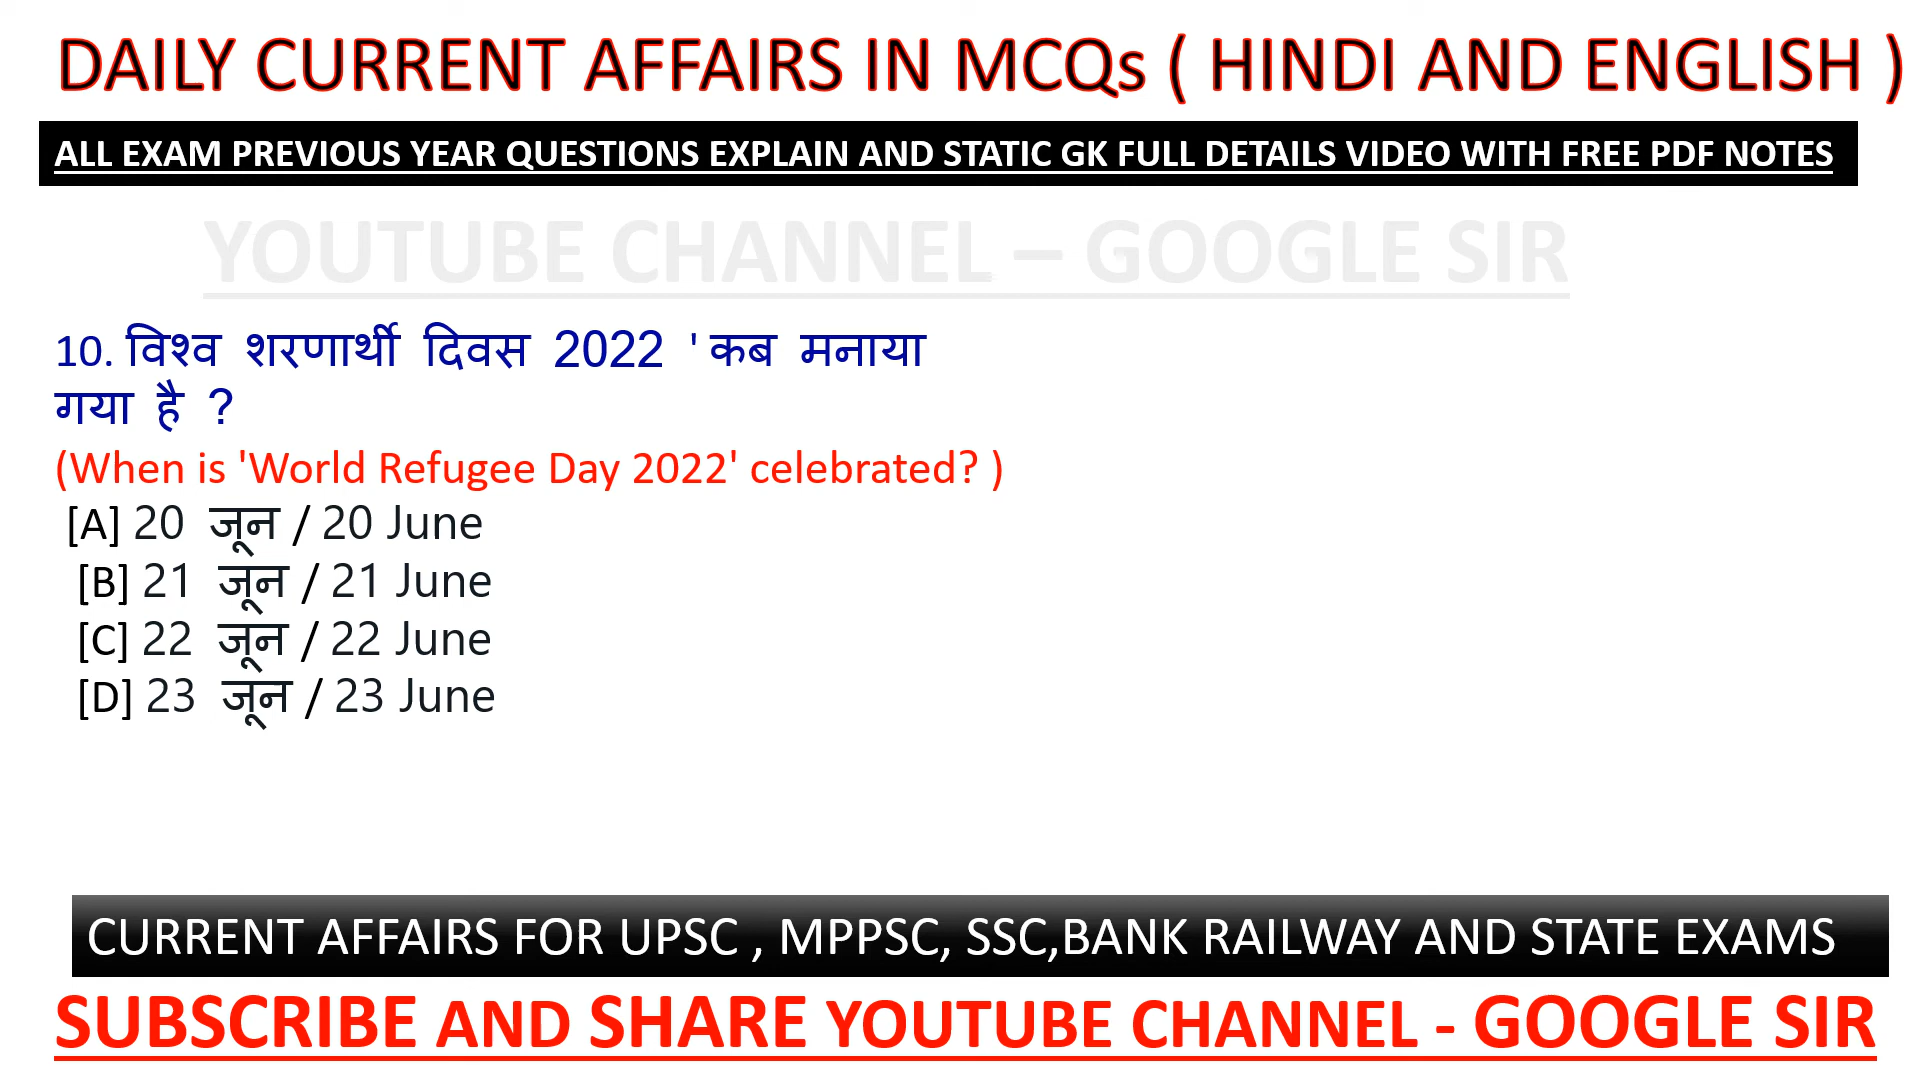 DAILY CURRENT AFFAIRS IN MCQs ( HINDI AND ENGLISH )
ALL EXAM PREVIOUS YEAR QUESTIONS EXPLAIN AND STATIC GK FULL DETAILS VIDEO WITH FREE PDF NOTES
YOUTUBE CHANNEL – GOOGLE SIR
10. विश्व शरणार्थी दिवस 2022 ' कब मनाया
गया है ?
(When is 'World Refugee Day 2022' celebrated? )
[A] 20 जून / 20 June
[B] 21 जून / 21 June
[C] 22 जून / 22 June
[D] 23 जून / 23 June
CURRENT AFFAIRS FOR UPSC , MPPSC, SSC,BANK RAILWAY AND STATE EXAMS
SUBSCRIBE AND SHARE YOUTUBE CHANNEL - GOOGLE SIR